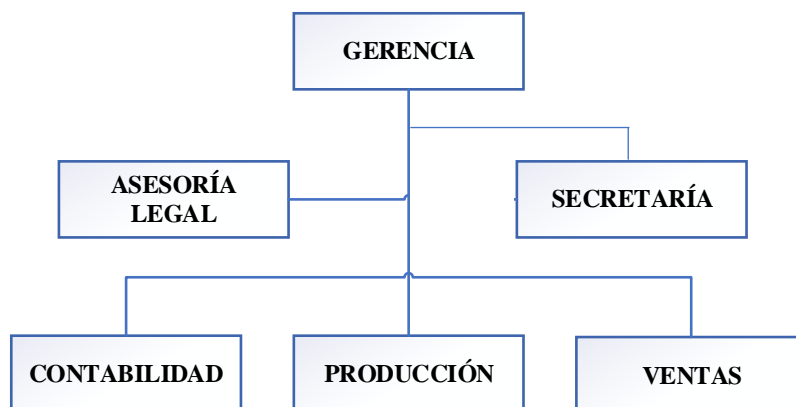 GERENCIA
ASESORÍA
LEGAL
SECRETARÍA
CONTABILIDAD
PRODUCCIÓN
VENTAS